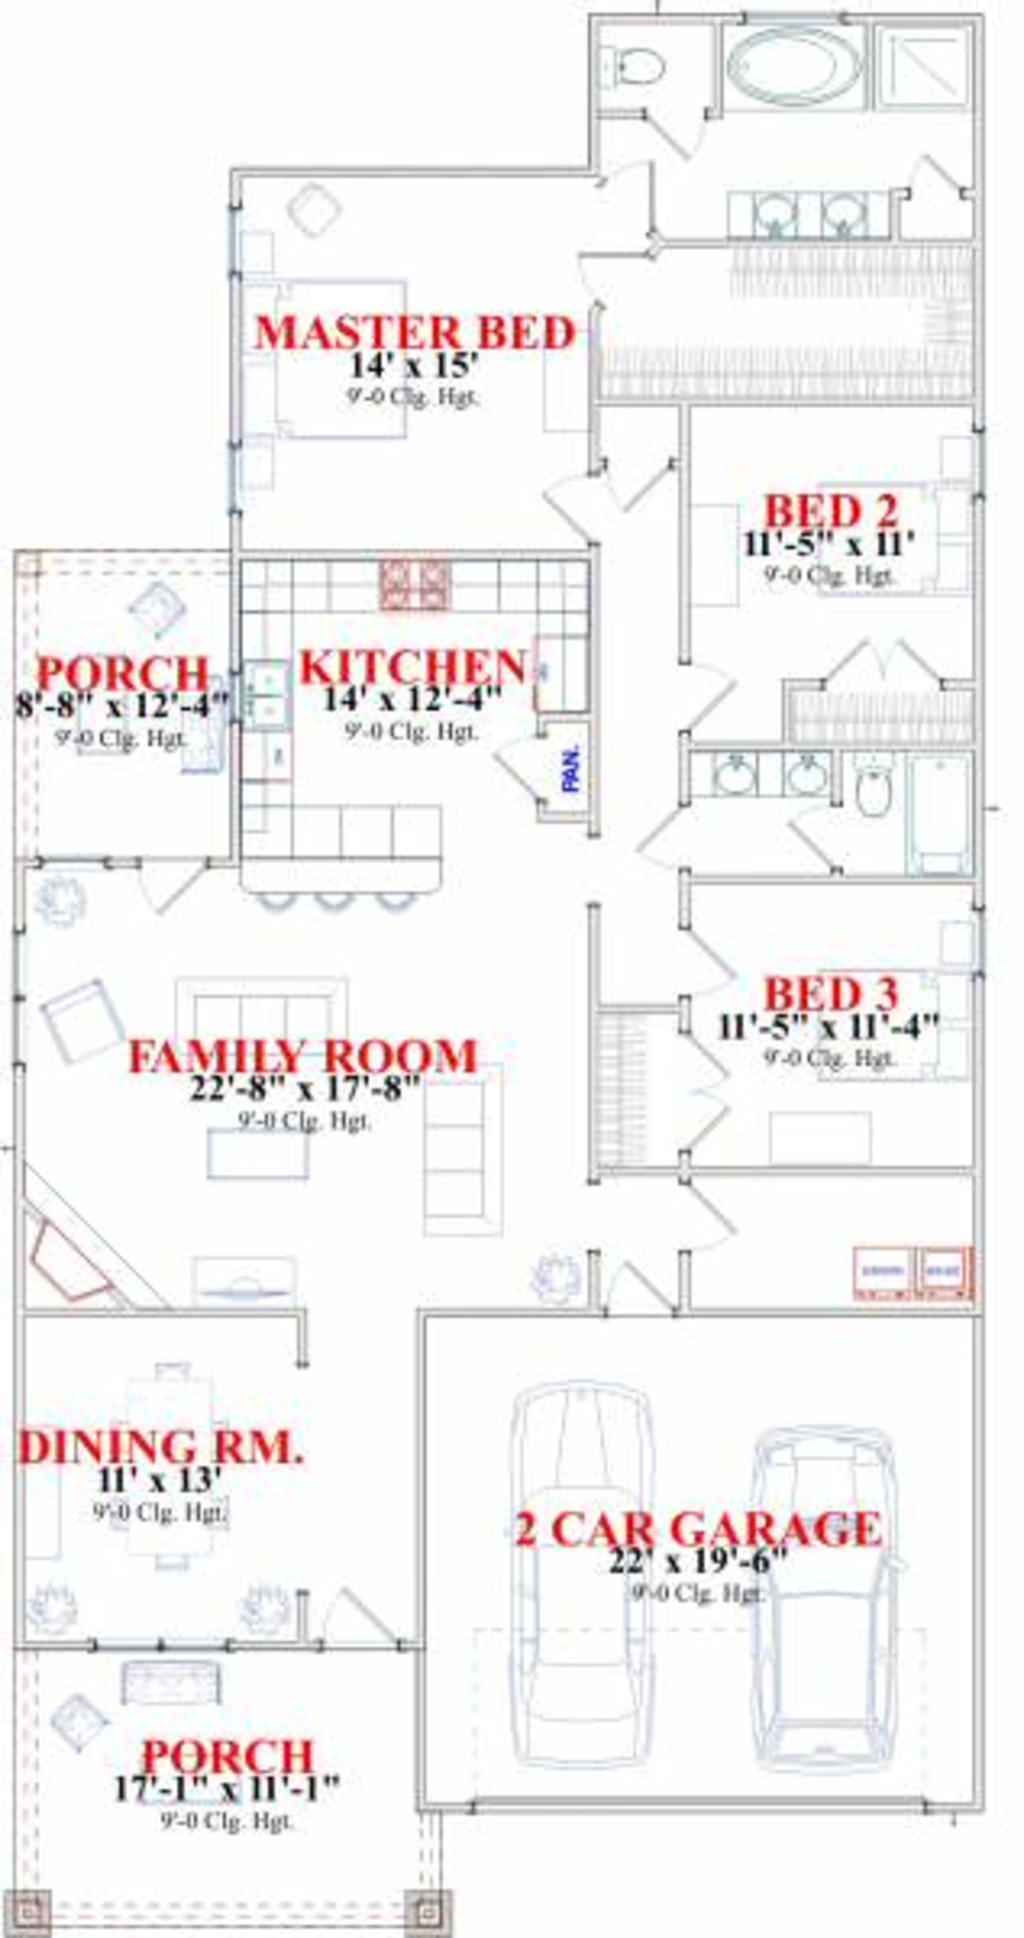 MASTER BED
14' x 15'
9'-0 Clg. Hgt.
BED 2
11'-5" x 11'
9'-0 Clg. Hgt.
PORCH
8'-8" x 12'-4"
9'-0 Clg. Hgt.
KITCHEN
14' x 12'-4"
9'-0 Clg. Hgt.
PAN.
BED 3
11'-5" x 11'-4"
9'-0 Clg. Hgt.
FAMILY ROOM
22'-8" x 17'-8"
9'-0 Clg. Hgt.
DINING RM.
11' x 13'
9'-0 Clg. Hgt.
2 CAR GARAGE
22' x 19'-6"
9'-0 Clg. Hgt.
PORCH
17'-1" x 11'-1"
9'-0 Clg. Hgt.